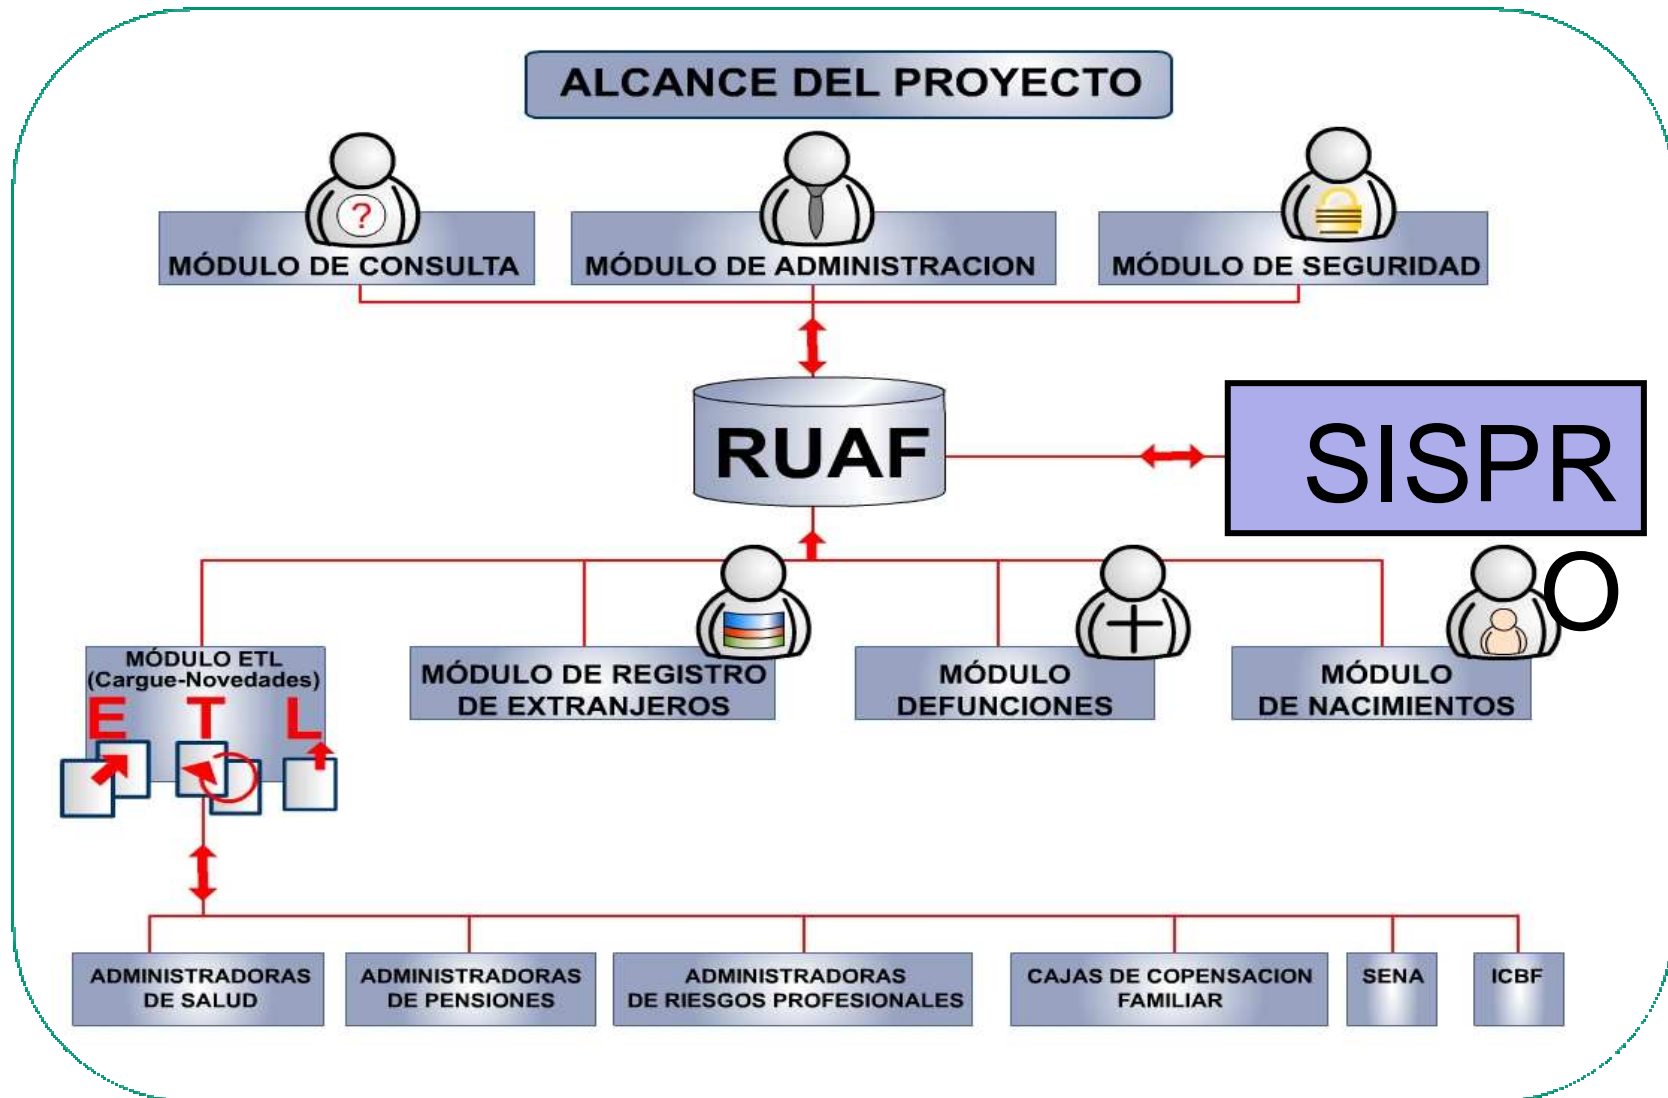 ALCANCE DEL PROYECTO
?
MÓDULO DE CONSULTA
MÓDULO DE ADMINISTRACION
MÓDULO DE SEGURIDAD
RUAF
SISPR
O
MÓDULO ETL
(Cargue-Novedades)
E T L
MÓDULO DE REGISTRO
DE EXTRANJEROS
MÓDULO
DEFUNCIONES
MÓDULO
DE NACIMIENTOS
ADMINISTRADORAS
DE SALUD
ADMINISTRADORAS
DE PENSIONES
ADMINISTRADORAS
DE RIESGOS PROFESIONALES
CAJAS DE COPENSACION
FAMILIAR
SENA
ICBF